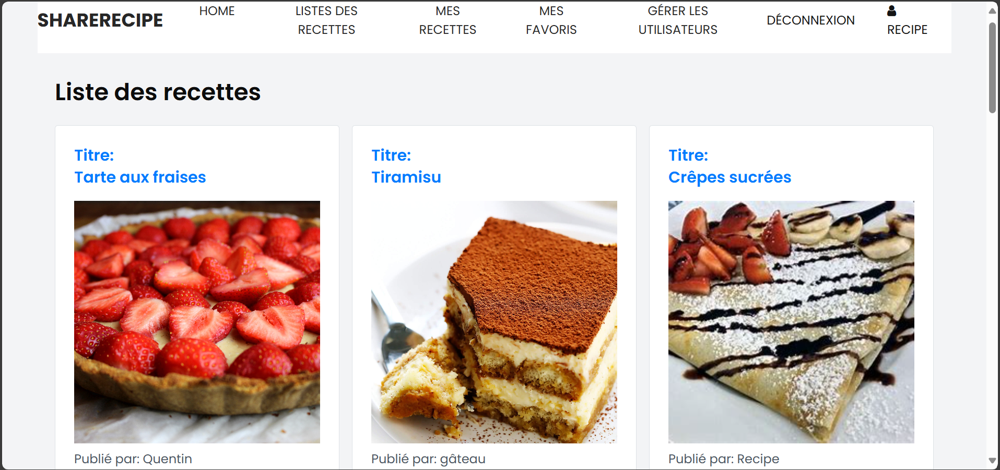 SHARERECIPE
HOME
LISTES DES
RECETTES
MES
RECETTES
MES
FAVORIS
GÉRER LES
UTILISATEURS
DÉCONNEXION
RECIPE
Liste des recettes
Titre:
Tarte aux fraises
Publié par: Quentin
Titre:
Tiramisu
Publié par: gâteau
Titre:
Crêpes sucrées
Publié par: Recipe